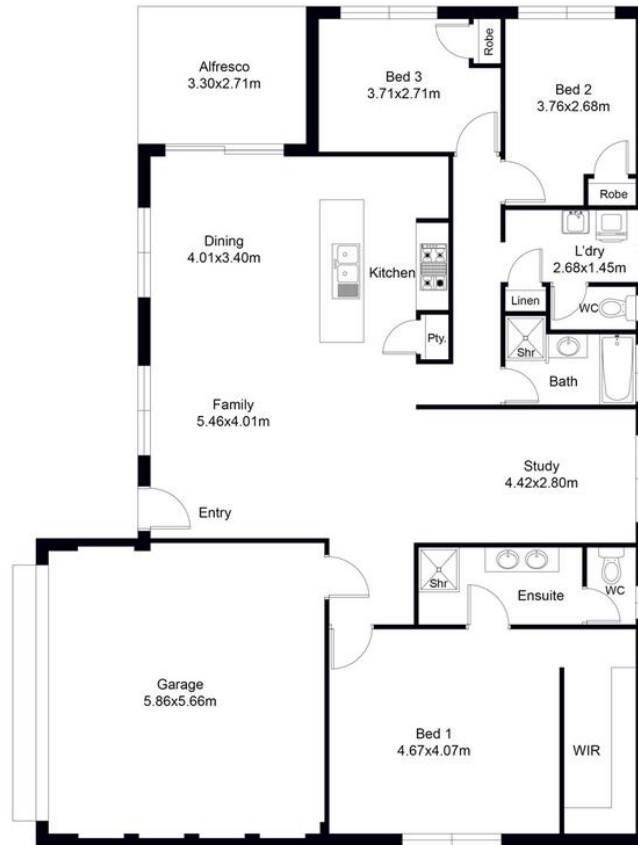 Alfresco
3.30x2.71m
Bed 3
3.71x2.71m
Robe
Bed 2
3.76x2.68m
Robe
Dining
4.01x3.40m
Kitchen
Pty.
L'dry
2.68x1.45m
Linen
WC
Shr
Bath
Family
5.46x4.01m
Study
4.42x2.80m
Entry
Shr
Ensuite
WC
Garage
5.86x5.66m
Bed 1
4.67x4.07m
WIR